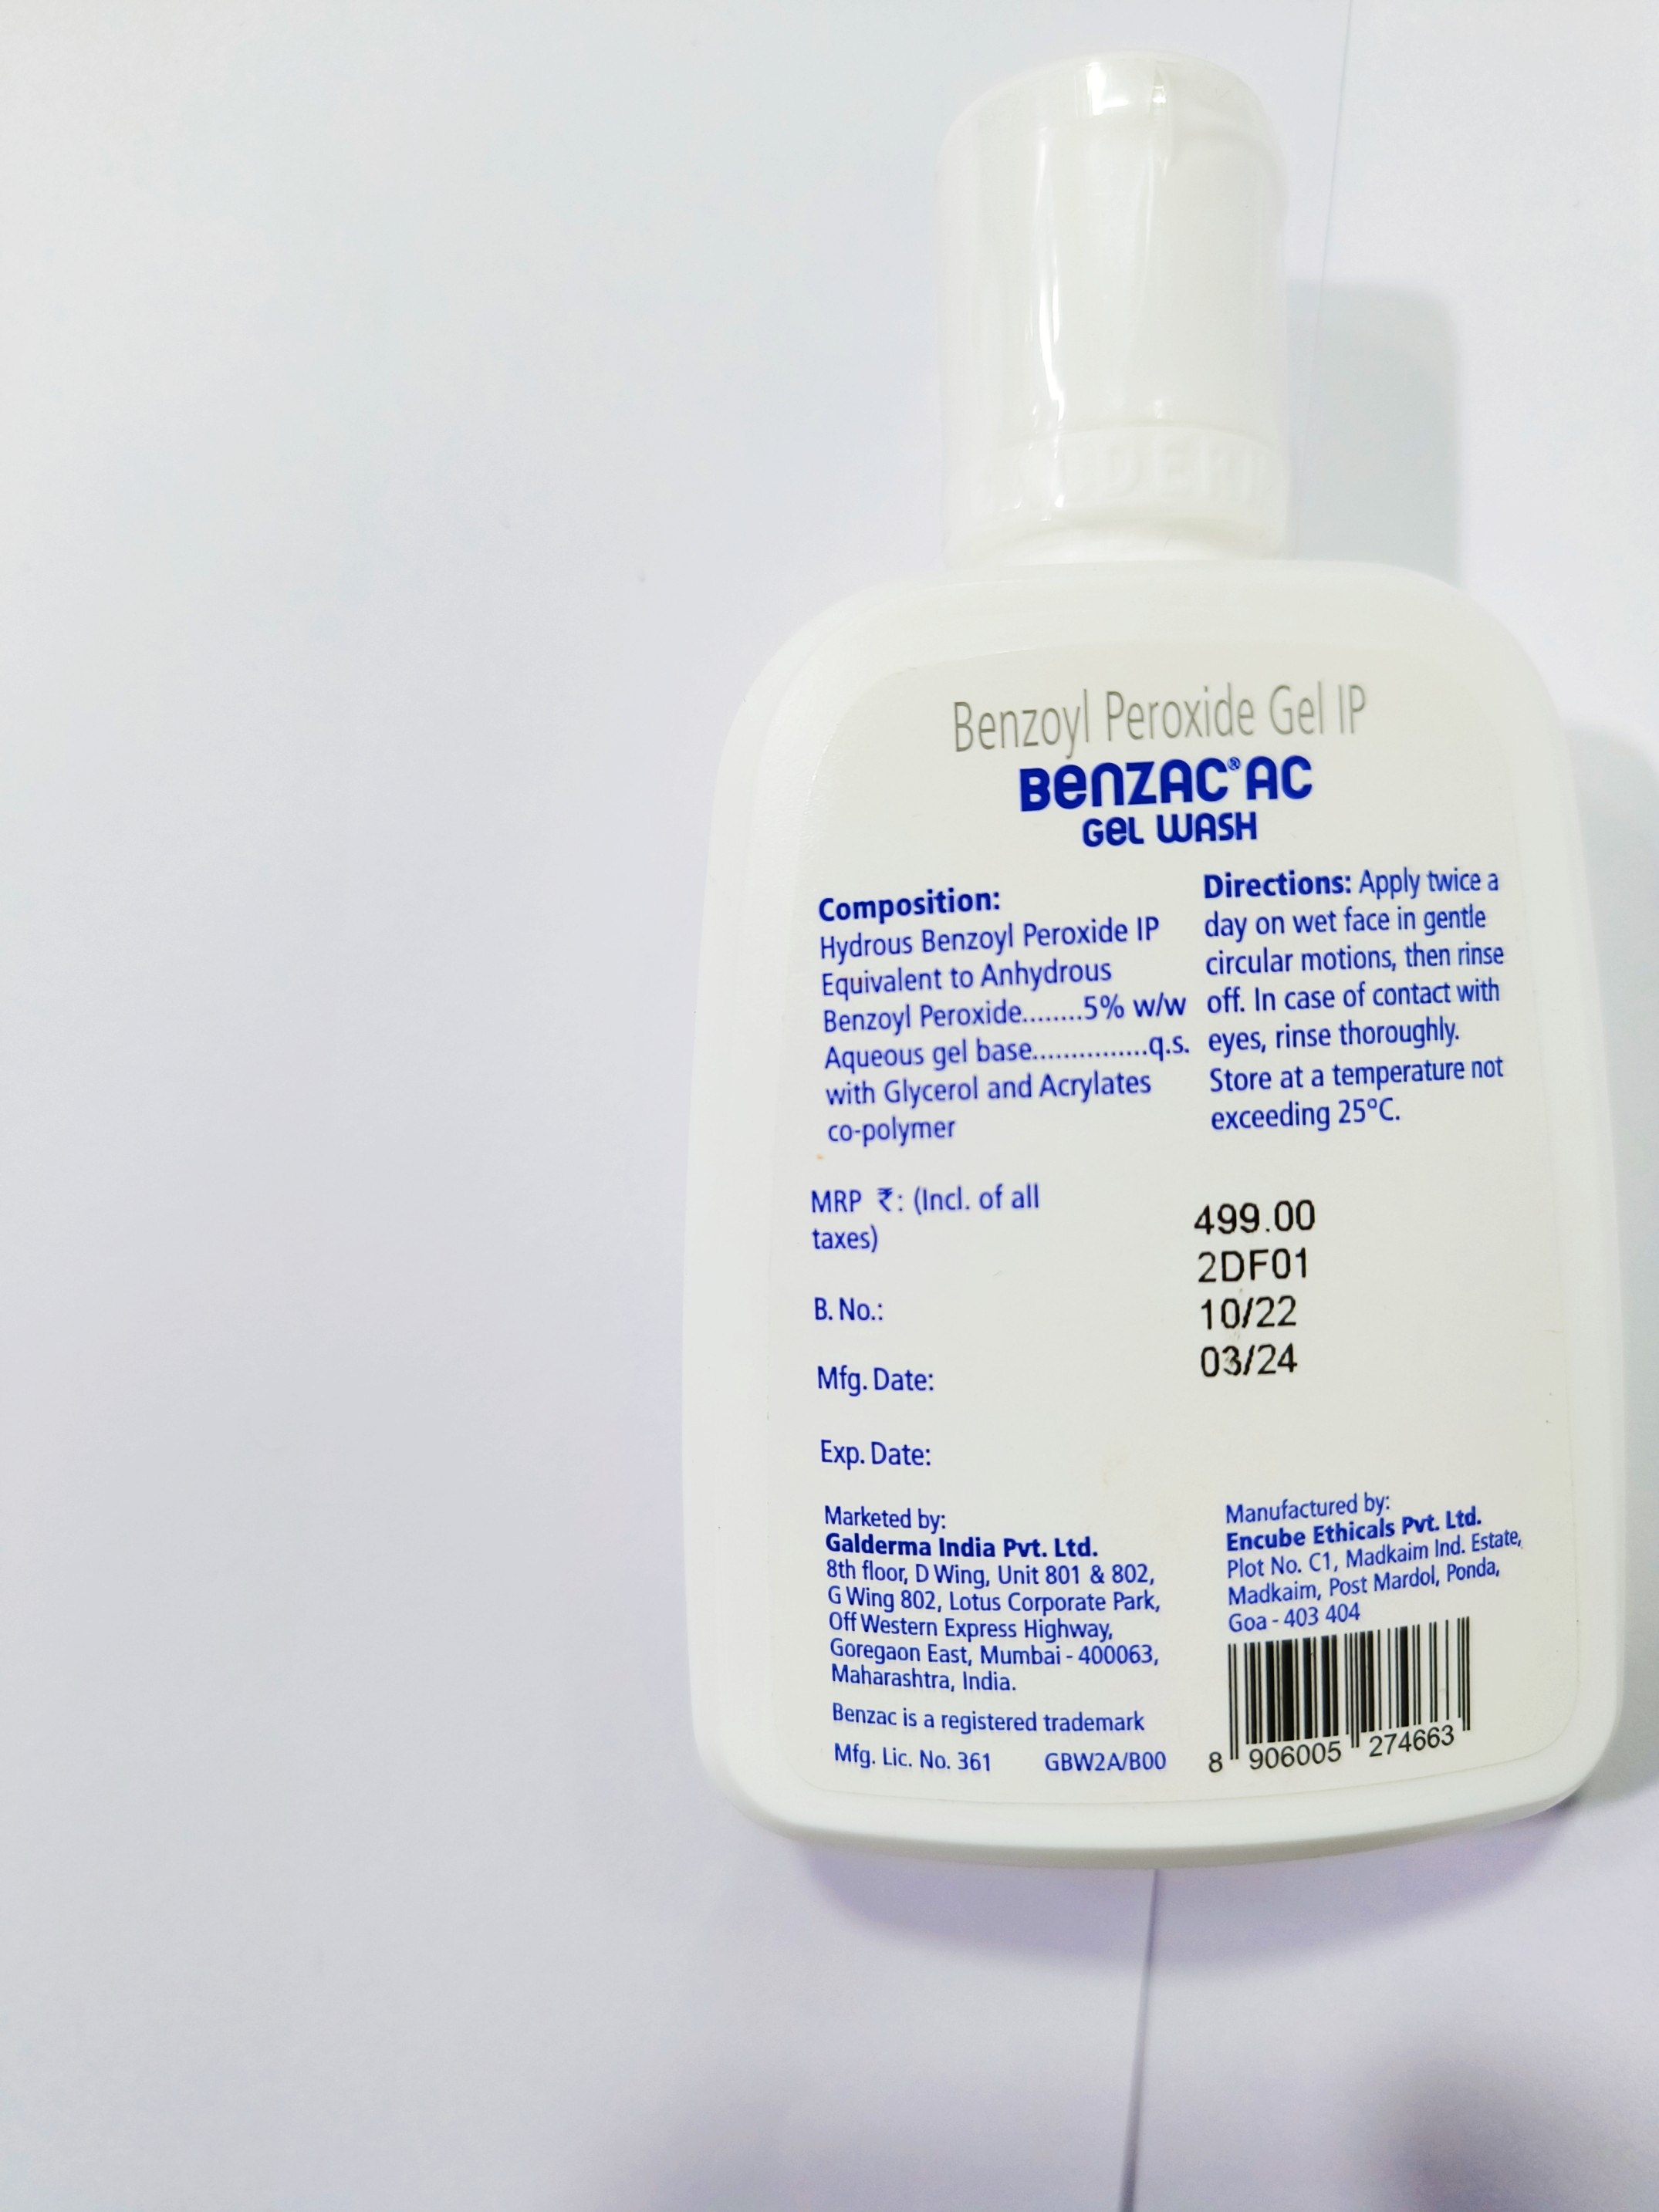 Benzoyl Peroxide Gel IP
BENZAC® AC
GEL WASH
Composition:
Hydrous Benzoyl Peroxide IP
Equivalent to Anhydrous
Benzoyl Peroxide........5% w/w
Aqueous gel base...............q.s.
with Glycerol and Acrylates
co-polymer
Directions: Apply twice a
day on wet face in gentle
circular motions, then rinse
off. In case of contact with
eyes, rinse thoroughly.
Store at a temperature not
exceeding 25°C.
MRP ₹: (Incl. of all
taxes)
B. No.:
Mfg. Date:
Exp. Date:
499.00
2DF01
10/22
03/24
Marketed by:
Galderma India Pvt. Ltd.
8th floor, D Wing, Unit 801 & 802,
G Wing 802, Lotus Corporate Park,
Off Western Express Highway,
Goregaon East, Mumbai - 400063,
Maharashtra, India.
Benzac is a registered trademark
Mfg. Lic. No. 361 GBW2A/B00
Manufactured by:
Encube Ethicals Pvt. Ltd.
Plot No. C1, Madkaim Ind. Estate,
Madkaim, Post Mardol, Ponda,
Goa - 403 404
8 906005 274663